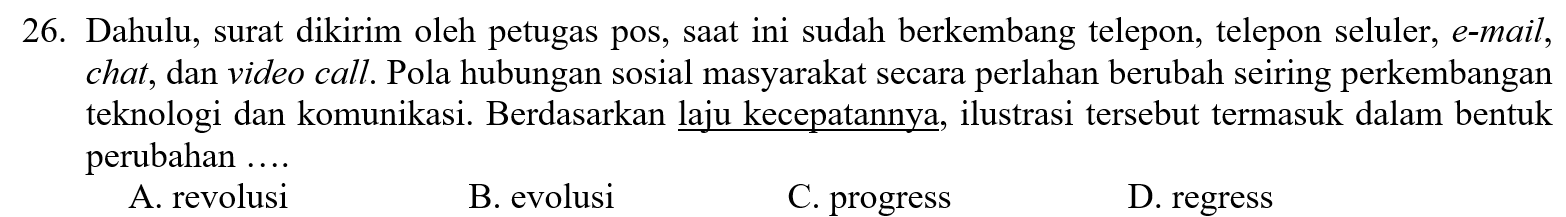 26. Dahulu, surat dikirim oleh petugas pos, saat ini sudah berkembang telepon, telepon seluler, e-mail,
chat, dan video call. Pola hubungan sosial masyarakat secara perlahan berubah seiring perkembangan
teknologi dan komunikasi. Berdasarkan laju kecepatannya, ilustrasi tersebut termasuk dalam bentuk
perubahan ….
A. revolusi B. evolusi C. progress D. regress